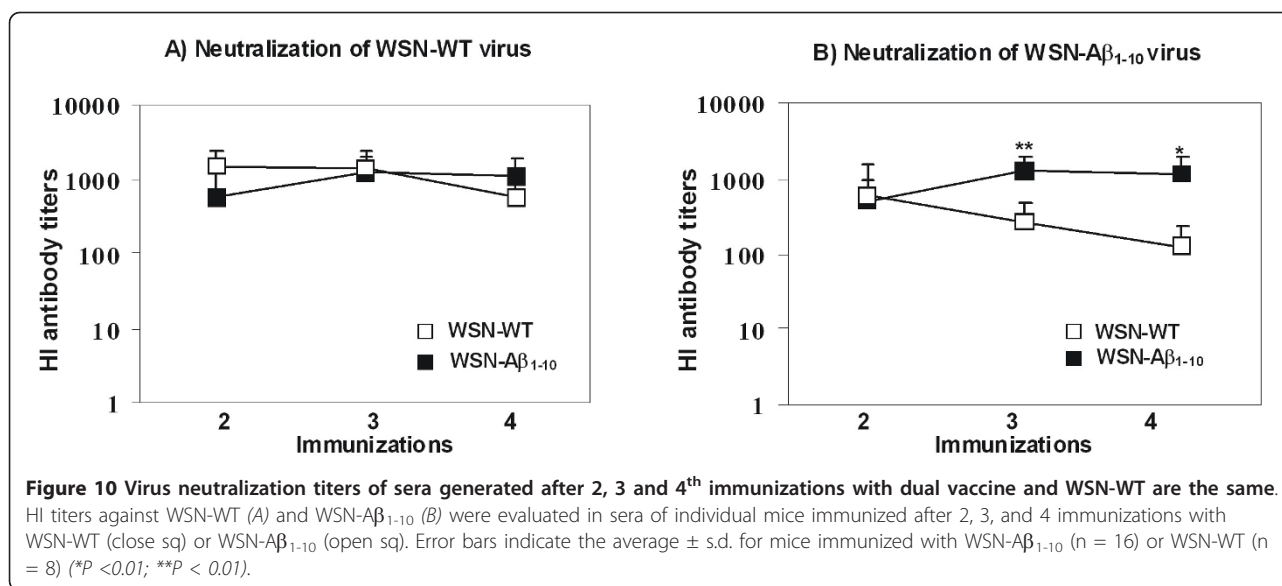 A) Neutralization of WSN-WT virus
10000
1000
100
10
1
HI antibody titers
2 3 4
Immunizations
WSN-WT
WSN-Aβ1-10
B) Neutralization of WSN-Aβ1-10 virus
10000
1000
100
10
1
HI antibody titers
** *
2 3 4
Immunizations
WSN-WT
WSN-Aβ1-10
Figure 10 Virus neutralization titers of sera generated after 2, 3 and 4th immunizations with dual vaccine and WSN-WT are the same.
HI titers against WSN-WT (A) and WSN-Aβ1-10 (B) were evaluated in sera of individual mice immunized after 2, 3, and 4 immunizations with
WSN-WT (close sq) or WSN-Aβ1-10 (open sq). Error bars indicate the average ± s.d. for mice immunized with WSN-Aβ1-10 (n = 16) or WSN-WT (n
= 8) (*P <0.01; **P < 0.01).